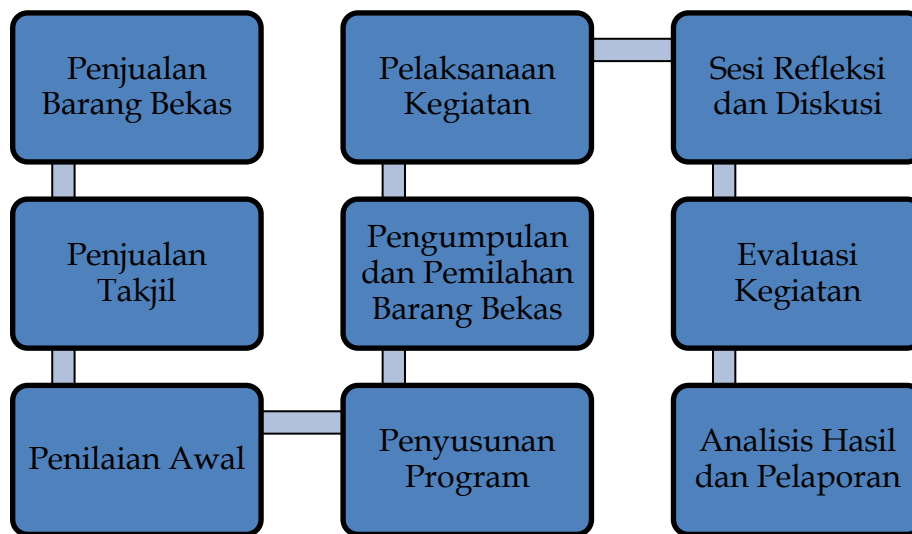 Penjualan
Barang Bekas
Penjualan
Takjil
Penilaian Awal
Penyusunan
Program
Pengumpulan
dan Pemilahan
Barang Bekas
Pelaksanaan
Kegiatan
Sesi Refleksi
dan Diskusi
Evaluasi
Kegiatan
Analisis Hasil
dan Pelaporan